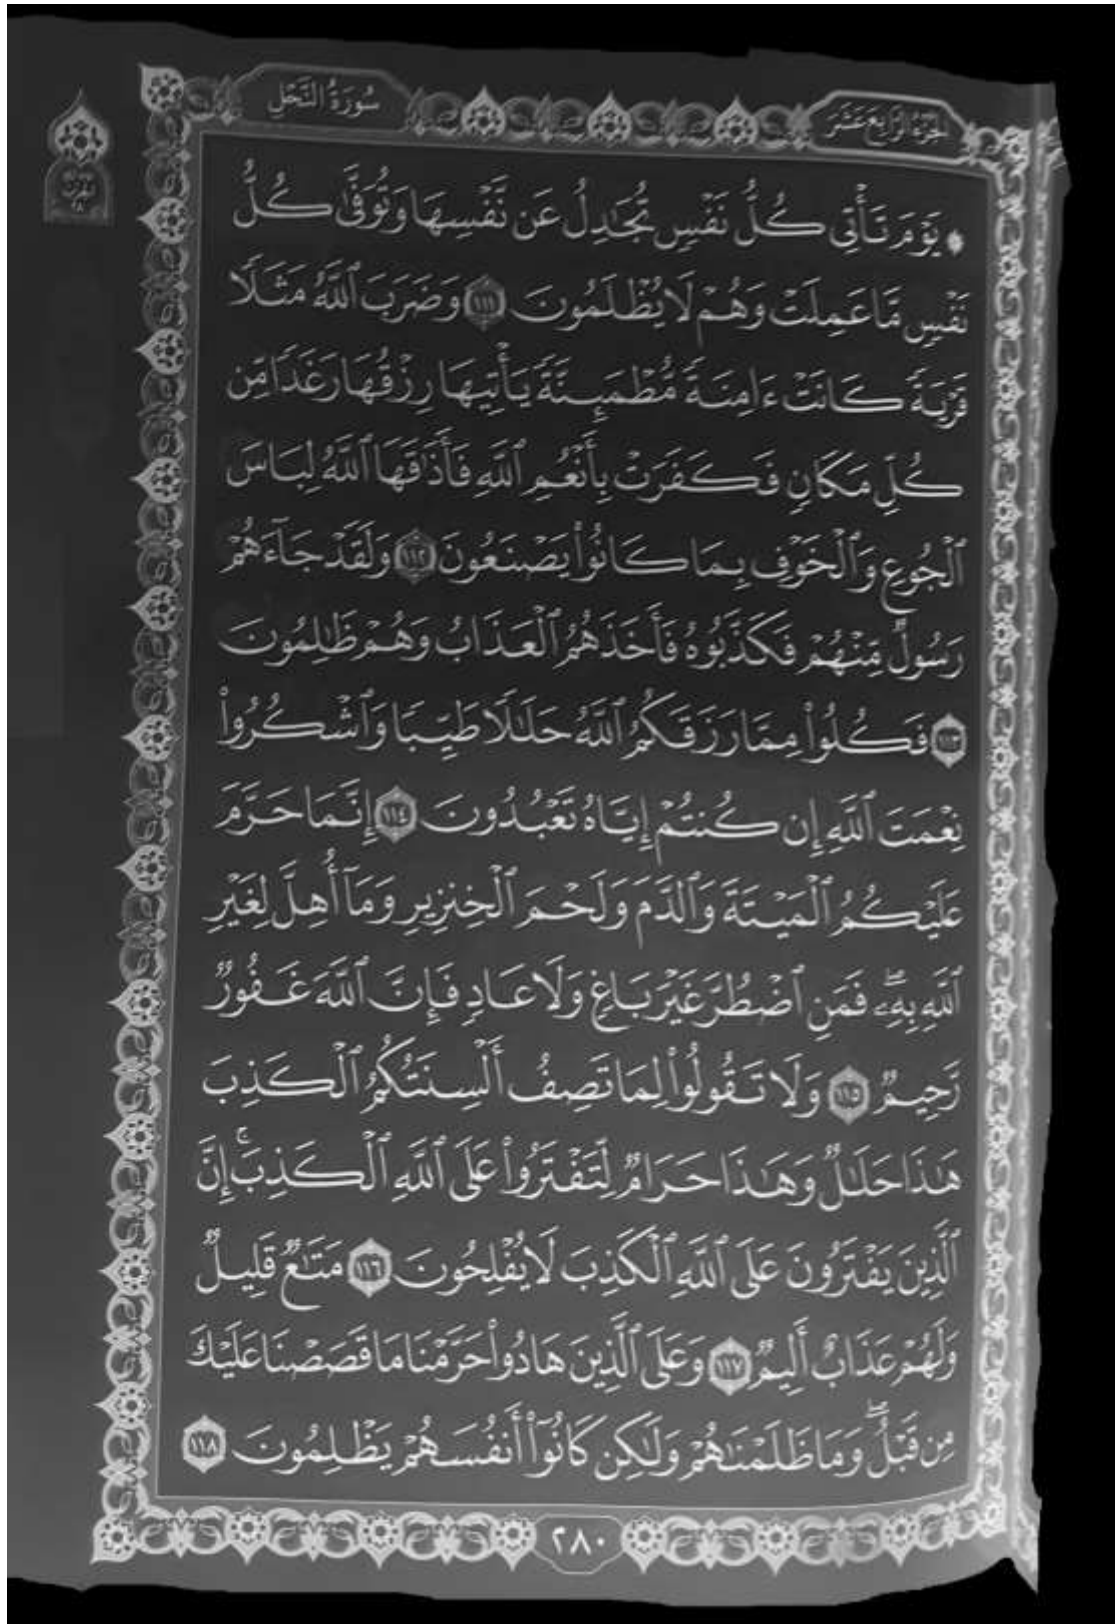 الجزء الرابع عشر
سورة النحل
۞ يَوۡمَ تَأۡتِي كُلُّ نَفۡسٖ تُجَٰدِلُ عَن نَّفۡسِهَا وَتُوَفَّىٰ كُلُّ
نَفۡسٖ مَّا عَمِلَتۡ وَهُمۡ لَا يُظۡلَمُونَ ١١١ وَضَرَبَ ٱللَّهُ مَثَلٗا
قَرۡيَةٗ كَانَتۡ ءَامِنَةٗ مُّطۡمَئِنَّةٗ يَأۡتِيهَا رِزۡقُهَا رَغَدٗا مِّن
كُلِّ مَكَانٖ فَكَفَرَتۡ بِأَنۡعُمِ ٱللَّهِ فَأَذَٰقَهَا ٱللَّهُ لِبَاسَ
ٱلۡجُوعِ وَٱلۡخَوۡفِ بِمَا كَانُواْ يَصۡنَعُونَ ١١٢ وَلَقَدۡ جَآءَهُمۡ
رَسُولٞ مِّنۡهُمۡ فَكَذَّبُوهُ فَأَخَذَهُمُ ٱلۡعَذَابُ وَهُمۡ ظَٰلِمُونَ
١١٣ فَكُلُواْ مِمَّا رَزَقَكُمُ ٱللَّهُ حَلَٰلٗا طَيِّبٗا وَٱشۡكُرُواْ
نِعۡمَتَ ٱللَّهِ إِن كُنتُمۡ إِيَّاهُ تَعۡبُدُونَ ١١٤ إِنَّمَا حَرَّمَ
عَلَيۡكُمُ ٱلۡمَيۡتَةَ وَٱلدَّمَ وَلَحۡمَ ٱلۡخِنزِيرِ وَمَآ أُهِلَّ لِغَيۡرِ
ٱللَّهِ بِهِۦۖ فَمَنِ ٱضۡطُرَّ غَيۡرَ بَاغٖ وَلَا عَادٖ فَإِنَّ ٱللَّهَ غَفُورٞ
رَّحِيمٞ ١١٥ وَلَا تَقُولُواْ لِمَا تَصِفُ أَلۡسِنَتُكُمُ ٱلۡكَذِبَ
هَٰذَا حَلَٰلٞ وَهَٰذَا حَرَامٞ لِّتَفۡتَرُواْ عَلَى ٱللَّهِ ٱلۡكَذِبَۚ إِنَّ
ٱلَّذِينَ يَفۡتَرُونَ عَلَى ٱللَّهِ ٱلۡكَذِبَ لَا يُفۡلِحُونَ ١١٦ مَتَٰعٞ قَلِيلٞ
وَلَهُمۡ عَذَابٌ أَلِيمٞ ١١٧ وَعَلَى ٱلَّذِينَ هَادُواْ حَرَّمۡنَا مَا قَصَصۡنَا عَلَيۡكَ
مِن قَبۡلُۖ وَمَا ظَلَمۡنَٰهُمۡ وَلَٰكِن كَانُوٓاْ أَنفُسَهُمۡ يَظۡلِمُونَ ١١٨
٢٨٠